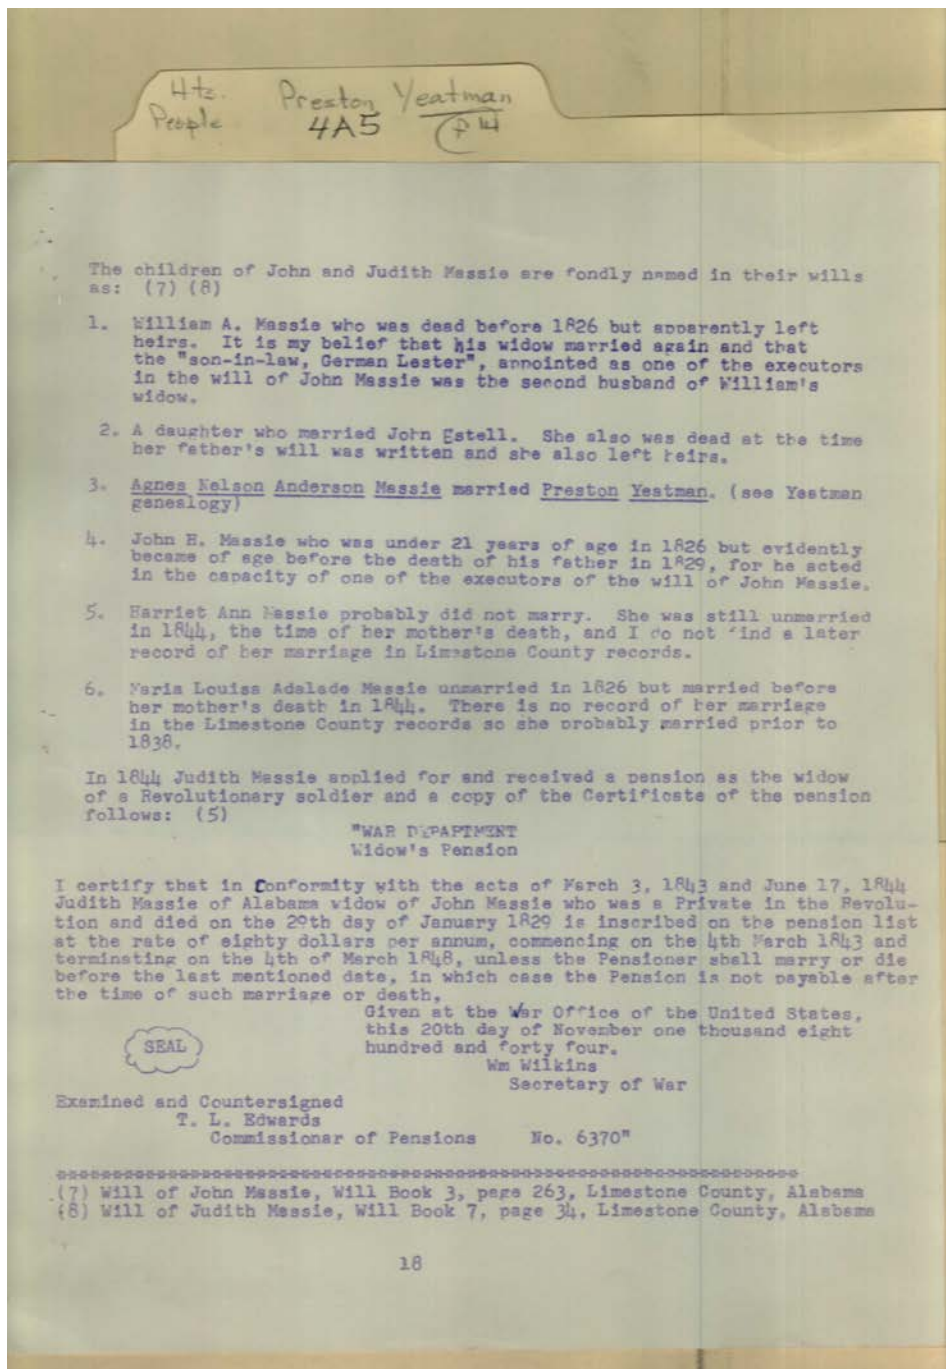 Htz. Preston Yeatman
People 4A5 P 14
The children of John and Judith Massie are fondly named in their wills
as: (7) (8)
1. William A. Massie who was dead before 1826 but apparently left
heirs. It is my belief that his widow married again and that
the "son-in-law, German Lester", appointed as one of the executors
in the will of John Massie was the second husband of William's
widow.
2. A daughter who married John Estell. She also was dead at the time
her father's will was written and she also left heirs.
3. Agnes Nelson Anderson Massie married Preston Yeatman. (see Yeatman
genealogy)
4. John H. Massie who was under 21 years of age in 1826 but evidently
became of age before the death of his father in 1829, for he acted
in the capacity of one of the executors of the will of John Massie.
5. Harriet Ann Massie probably did not marry. She was still unmarried
in 1844, the time of her mother's death, and I do not find a later
record of her marriage in Limestone County records.
6. Maria Louisa Adalade Massie unmarried in 1826 but married before
her mother's death in 1844. There is no record of her marriage
in the Limestone County records so she probably married prior to
1838.
In 1844 Judith Massie applied for and received a pension as the widow
of a Revolutionary soldier and a copy of the Certificate of the pension
follows: (5)
"WAR DEPARTMENT
Widow's Pension
I certify that in Conformity with the acts of March 3, 1843 and June 17, 1844
Judith Massie of Alabama widow of John Massie who was a Private in the Revolu-
tion and died on the 29th day of January 1829 is inscribed on the pension list
at the rate of eighty dollars per annum, commencing on the 4th March 1843 and
terminating on the 4th of March 1848, unless the Pensioner shall marry or die
before the last mentioned date, in which case the Pension is not payable after
the time of such marriage or death.
Given at the War Office of the United States,
this 20th day of November one thousand eight
SEAL hundred and forty four.
Wm Wilkins
Secretary of War
Examined and Countersigned
T. L. Edwards
Commissionar of Pensions No. 6370"
(7) Will of John Massie, Will Book 3, page 263, Limestone County, Alabama
(8) Will of Judith Massie, Will Book 7, page 34, Limestone County, Alabama
18